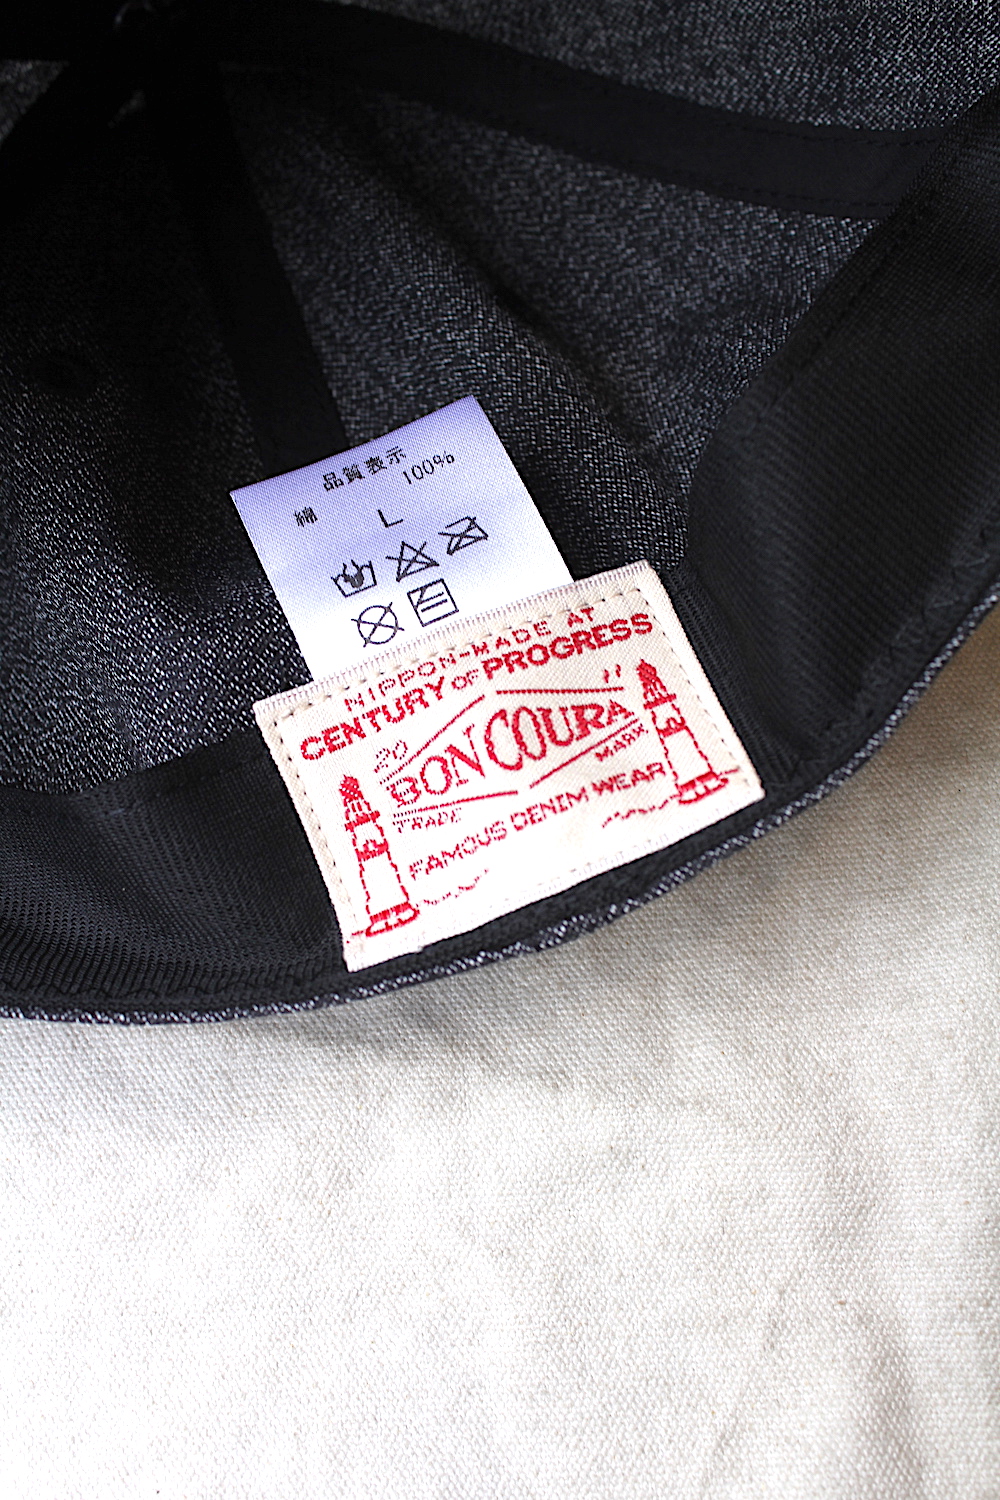 品質表示
綿 100%
L
NIPPON-MADE AT
CENTURY OF PROGRESS
20
BONCOURA
TRADE MARK
FAMOUS DENIM WEAR